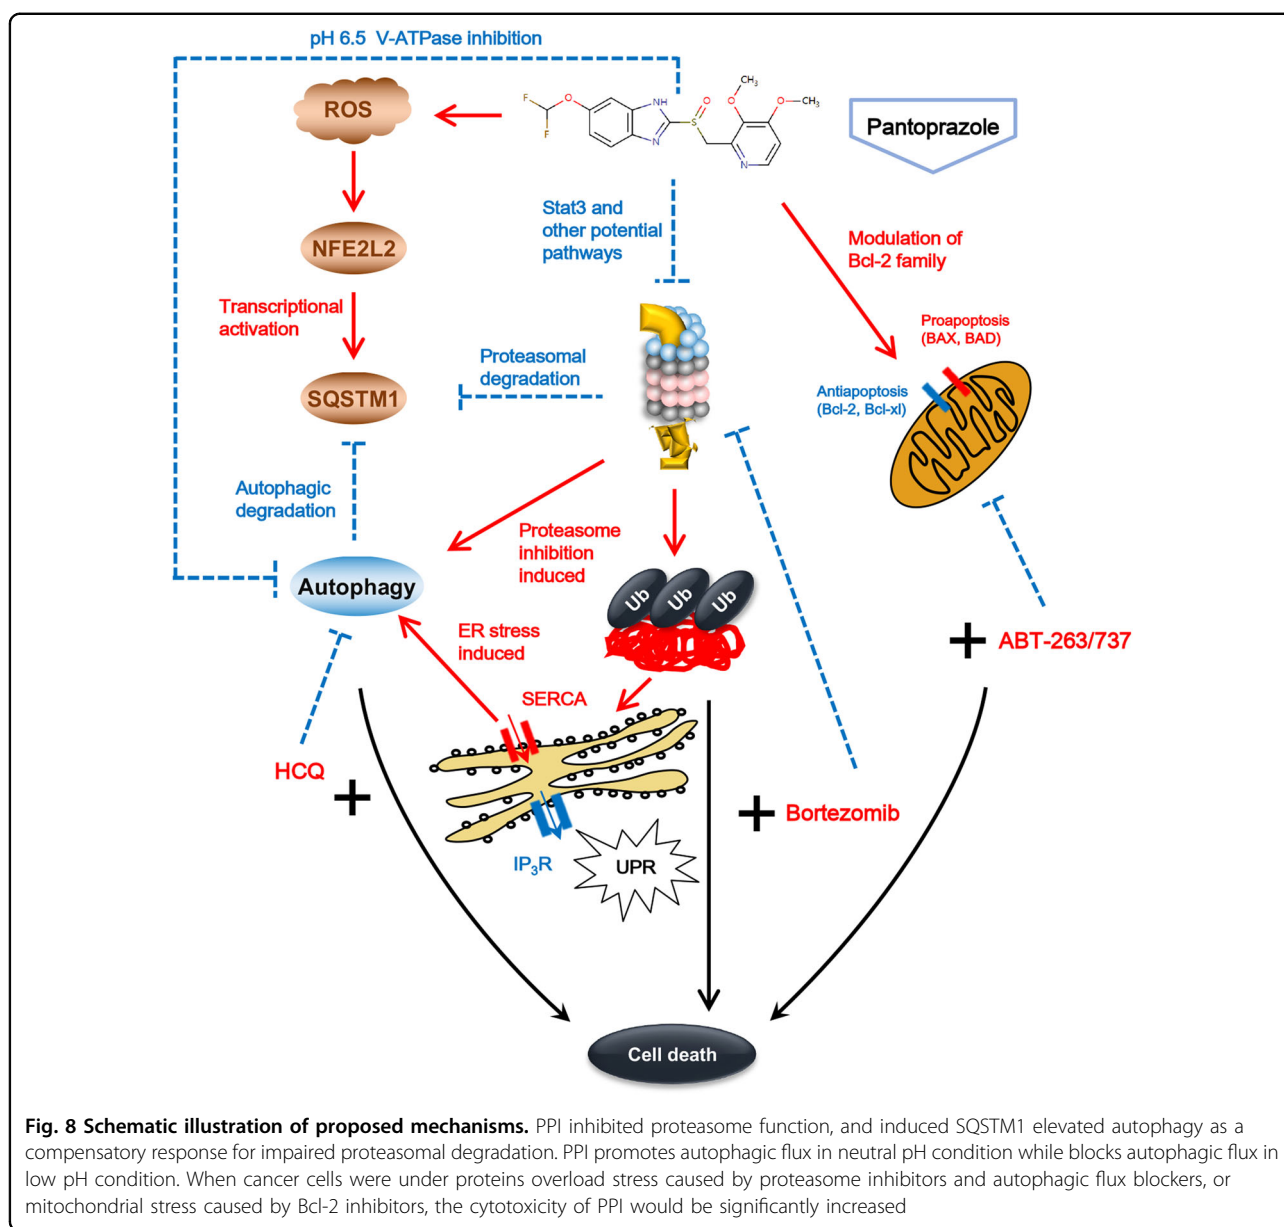 pH 6.5 V-ATPase inhibition
ROS
F
F
O
NH
N
S
O
O
CH3
O
CH3
N
Pantoprazole
Stat3 and
other potential
pathways
Modulation of
Bcl-2 family
NFE2L2
Transcriptional
activation
Proapoptosis
(BAX, BAD)
Proteasomal
degradation
SQSTM1
Antiapoptosis
(Bcl-2, Bcl-xl)
Autophagic
degradation
Proteasome
inhibition
induced
Autophagy
Ub
Ub
Ub
ER stress
induced
+ ABT-263/737
SERCA
HCQ +
+ Bortezomib
IP3R
UPR
Cell death
Fig. 8 Schematic illustration of proposed mechanisms. PPI inhibited proteasome function, and induced SQSTM1 elevated autophagy as a
compensatory response for impaired proteasomal degradation. PPI promotes autophagic flux in neutral pH condition while blocks autophagic flux in
low pH condition. When cancer cells were under proteins overload stress caused by proteasome inhibitors and autophagic flux blockers, or
mitochondrial stress caused by Bcl-2 inhibitors, the cytotoxicity of PPI would be significantly increased